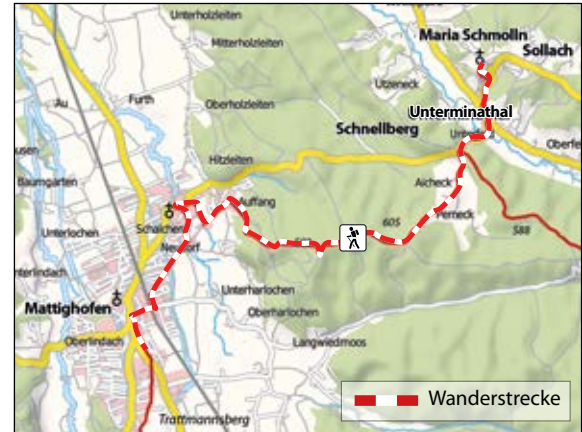 Unterholzleiten
Mitterholzleiten
Maria Schmolln
Sollach
Utzeneck
Au
Furth
Oberholzleiten
Unterminathal
Schnellberg
Hitzleiten
Baumgarten
Aicheck
Auffang
Schalchen
Perneck
605
588
Unterlochen
Neudorf
Unterharlochen
Mattighofen
Oberharlochen
Oberlindach
Langwiedmoos
Trattmannsberg
Wanderstrecke